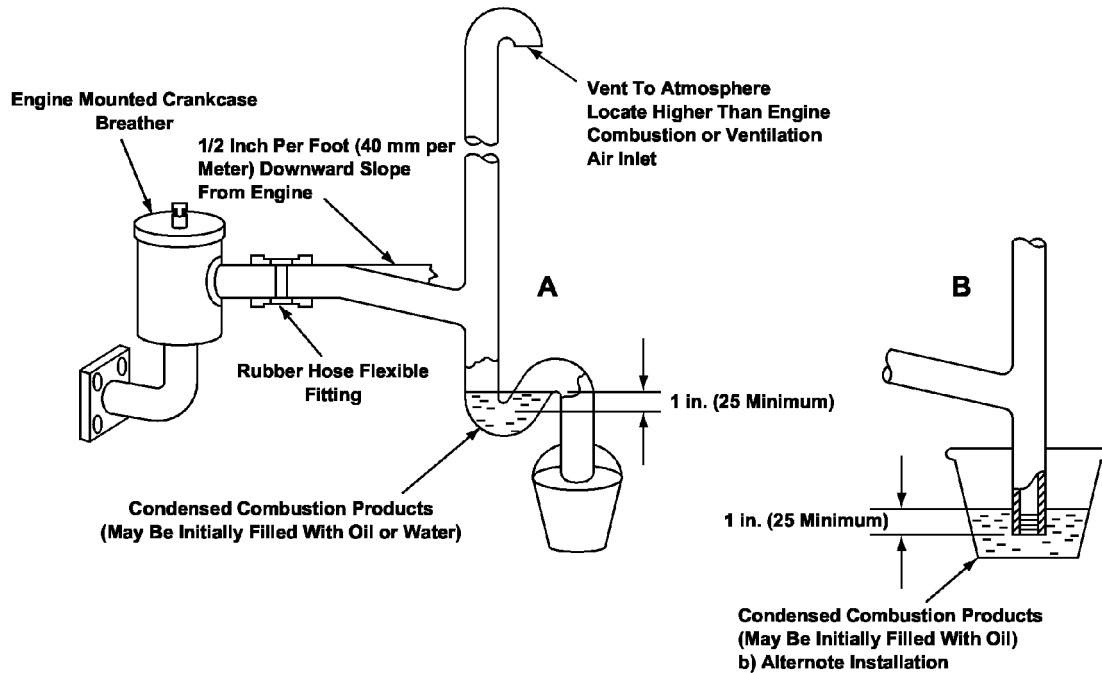 Vent To Atmosphere
Locate Higher Than Engine
Combustion or Ventilation
Air Inlet
Engine Mounted Crankcase
Breather
1/2 Inch Per Foot (40 mm per
Meter) Downward Slope
From Engine
A
B
Rubber Hose Flexible
Fitting
1 in. (25 Minimum)
Condensed Combustion Products
(May Be Initially Filled With Oil or Water)
1 in. (25 Minimum)
Condensed Combustion Products
(May Be Initially Filled With Oil)
b) Alternote Installation